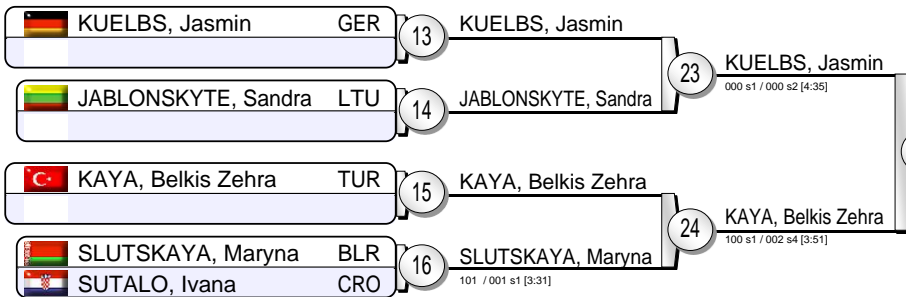 KUELBS, Jasmin GER
13
KUELBS, Jasmin
JABLONSKYTE, Sandra LTU
14
JABLONSKYTE, Sandra
23
KUELBS, Jasmin
000 s1 / 000 s2 [4:35]
KAYA, Belkis Zehra TUR
15
KAYA, Belkis Zehra
SLUTSKAYA, Maryna BLR
SUTALO, Ivana CRO
16
SLUTSKAYA, Maryna
101 / 001 s1 [3:31]
24
KAYA, Belkis Zehra
100 s1 / 002 s4 [3:51]